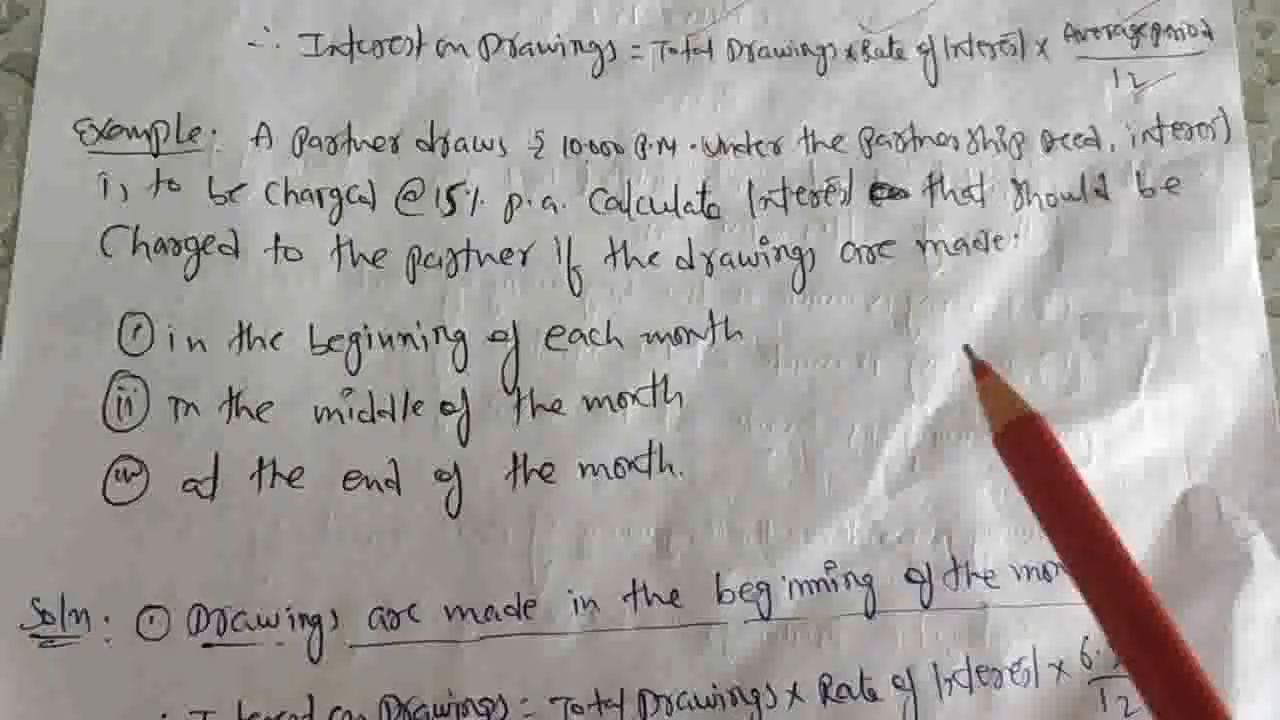 ∴ Interest on Drawings = Total Drawings × Rate of Interest × Average period / 12
Example: A Partner draws ₹ 10,000 P.M. Under the partnership deed, interest
is to be charged @ 15% p.a. Calculate Interest that should be
Charged to the partner if the drawings are made:
(i) in the beginning of each month
(ii) in the middle of the month
(iii) at the end of the month.
Soln: (i) Drawings are made in the beginning of the
on Drawings = Total Drawings × Rate of Interest × 6. / 12